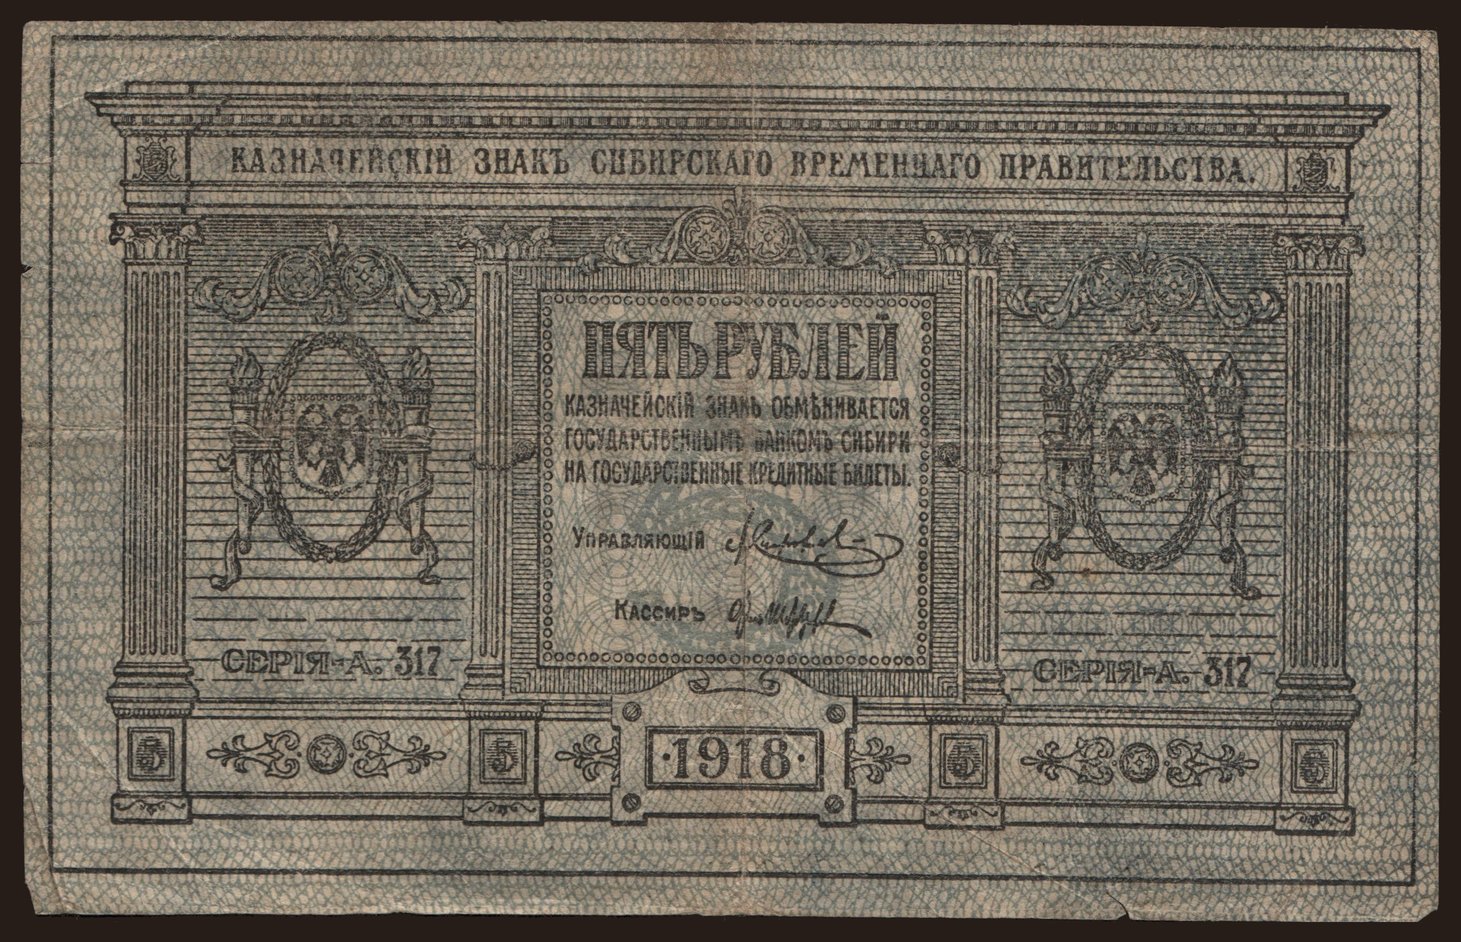 КАЗНАЧЕЙСКІЙ ЗНАКЪ СИБИРСКАГО ВРЕМЕННАГО ПРАВИТЕЛЬСТВА.
ПЯТЬ РУБЛЕЙ
КАЗНАЧЕЙСКІЙ ЗНАКЪ ОБМѢНИВАЕТСЯ
ГОСУДАРСТВЕННЫМЪ БАНКОМЪ СИБИРИ
НА ГОСУДАРСТВЕННЫЕ КРЕДИТНЫЕ БИЛЕТЫ.
УПРАВЛЯЮЩІЙ
КАССИРЪ
СЕРІЯ-А. 317
СЕРІЯ-А. 317
5
5
·1918·
5
5